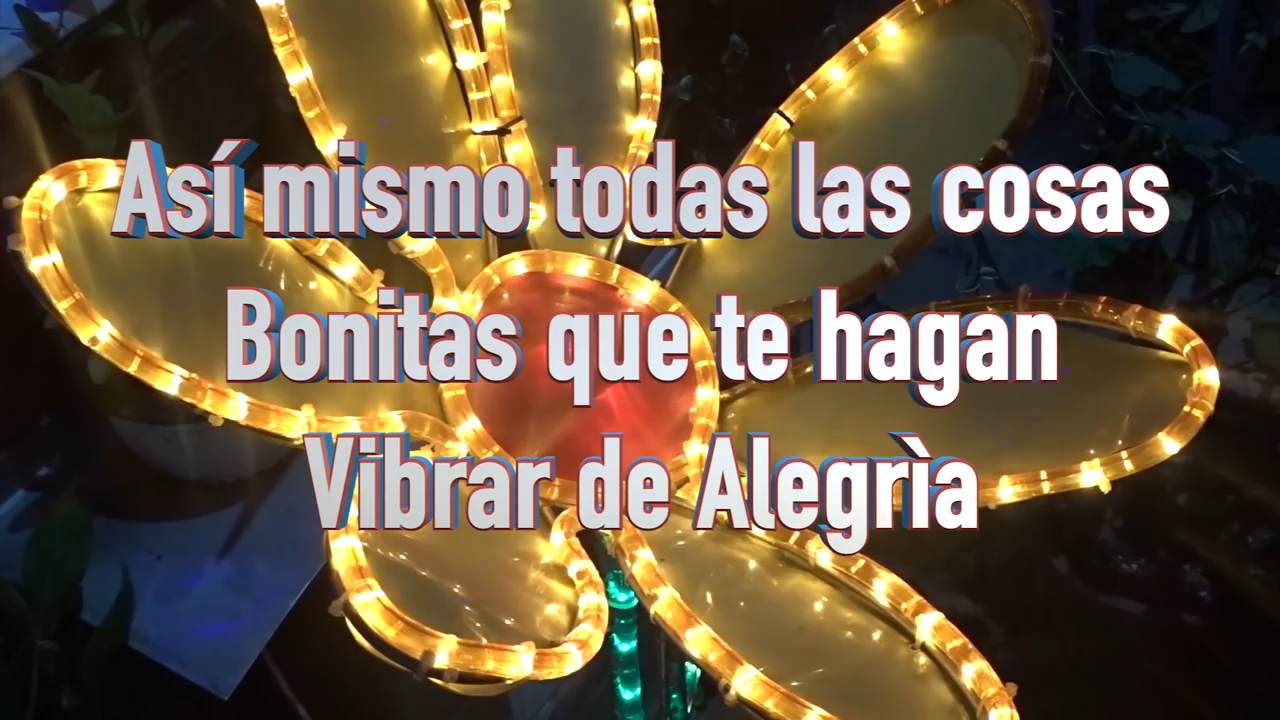 Así mismo todas las cosas
Bonitas que te hagan
Vibrar de Alegrìa